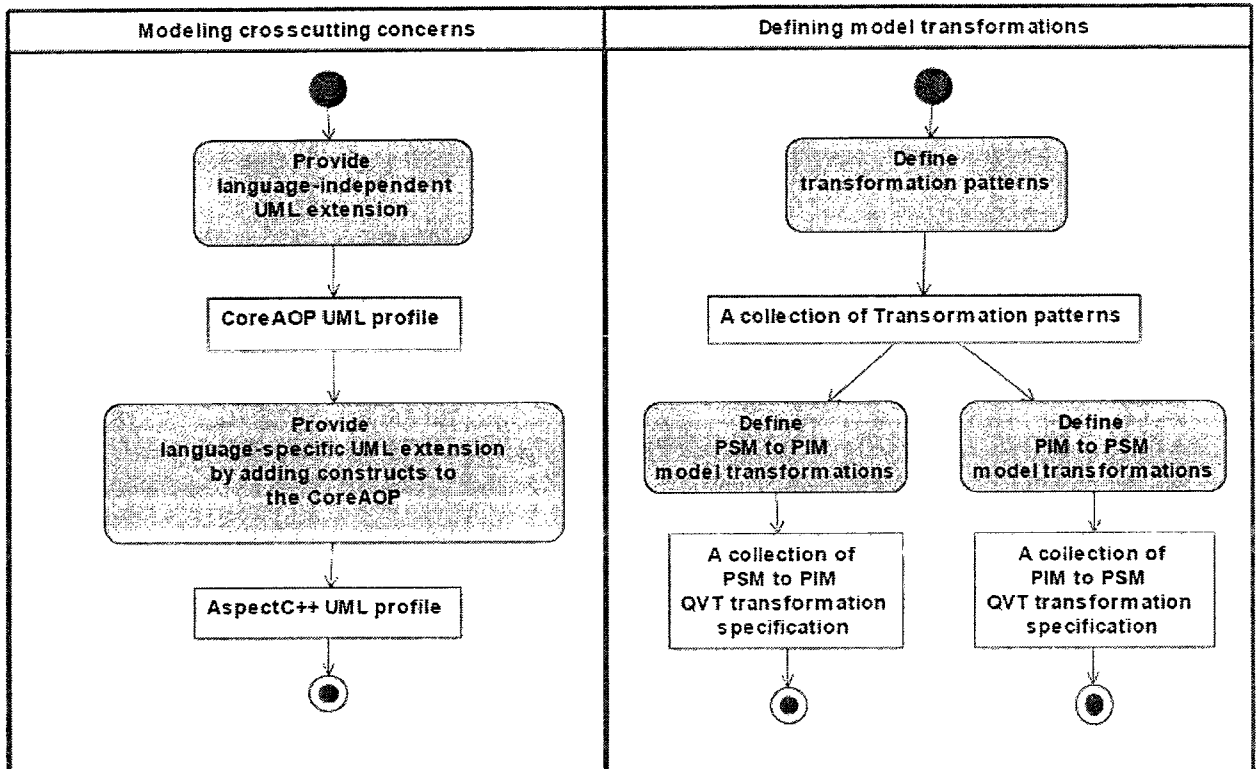 Modeling crosscutting concerns
Provide
language-independent
UML extension
CoreAOP UML profile
Provide
language-specific UML extension
by adding constructs to
the CoreAOP
AspectC++ UML profile
Defining model transformations
Define
transformation patterns
A collection of Transormation patterns
Define
PSM to PIM
model transformations
Define
PIM to PSM
model transformations
A collection of
PSM to PIM
QVT transformation
specification
A collection of
PIM to PSM
QVT transformation
specification